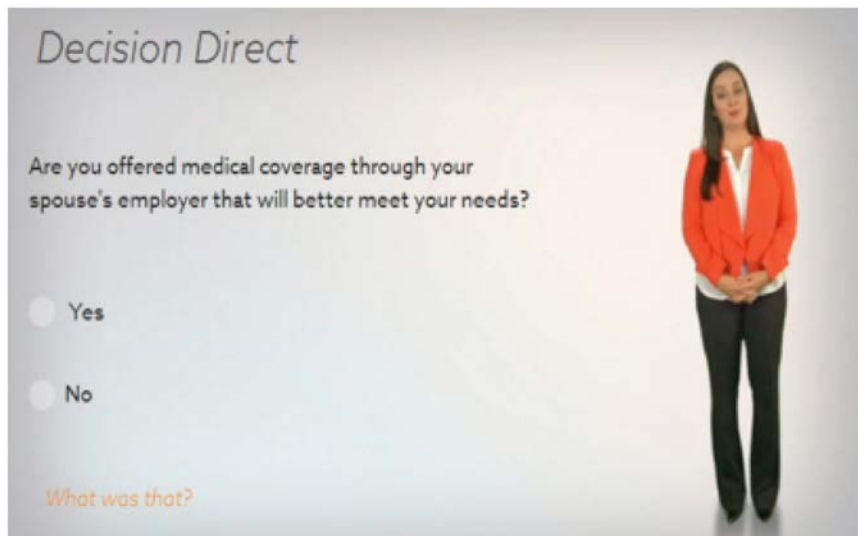 Decision Direct
Are you offered medical coverage through your
spouse's employer that will better meet your needs?
Yes
No
What was that?